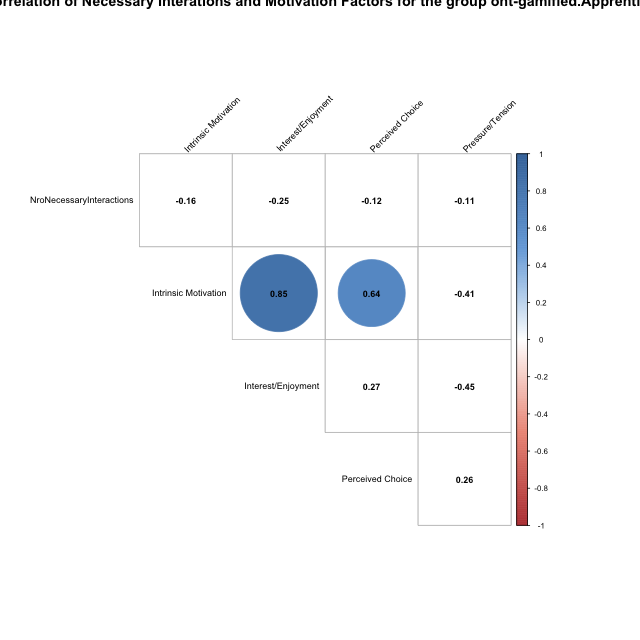 of Necessary Interations and Motivation Factors for the group ont-gamified.Apprenti
Intrinsic Motivation
Interest/Enjoyment
Perceived Choice
Pressure/Tension
NroNecessaryInteractions -0.16 -0.25 -0.12 -0.11
Intrinsic Motivation 0.85 0.64 -0.41
Interest/Enjoyment 0.27 -0.45
Perceived Choice 0.26
1
0.8
0.6
0.4
0.2
0
-0.2
-0.4
-0.6
-0.8
-1